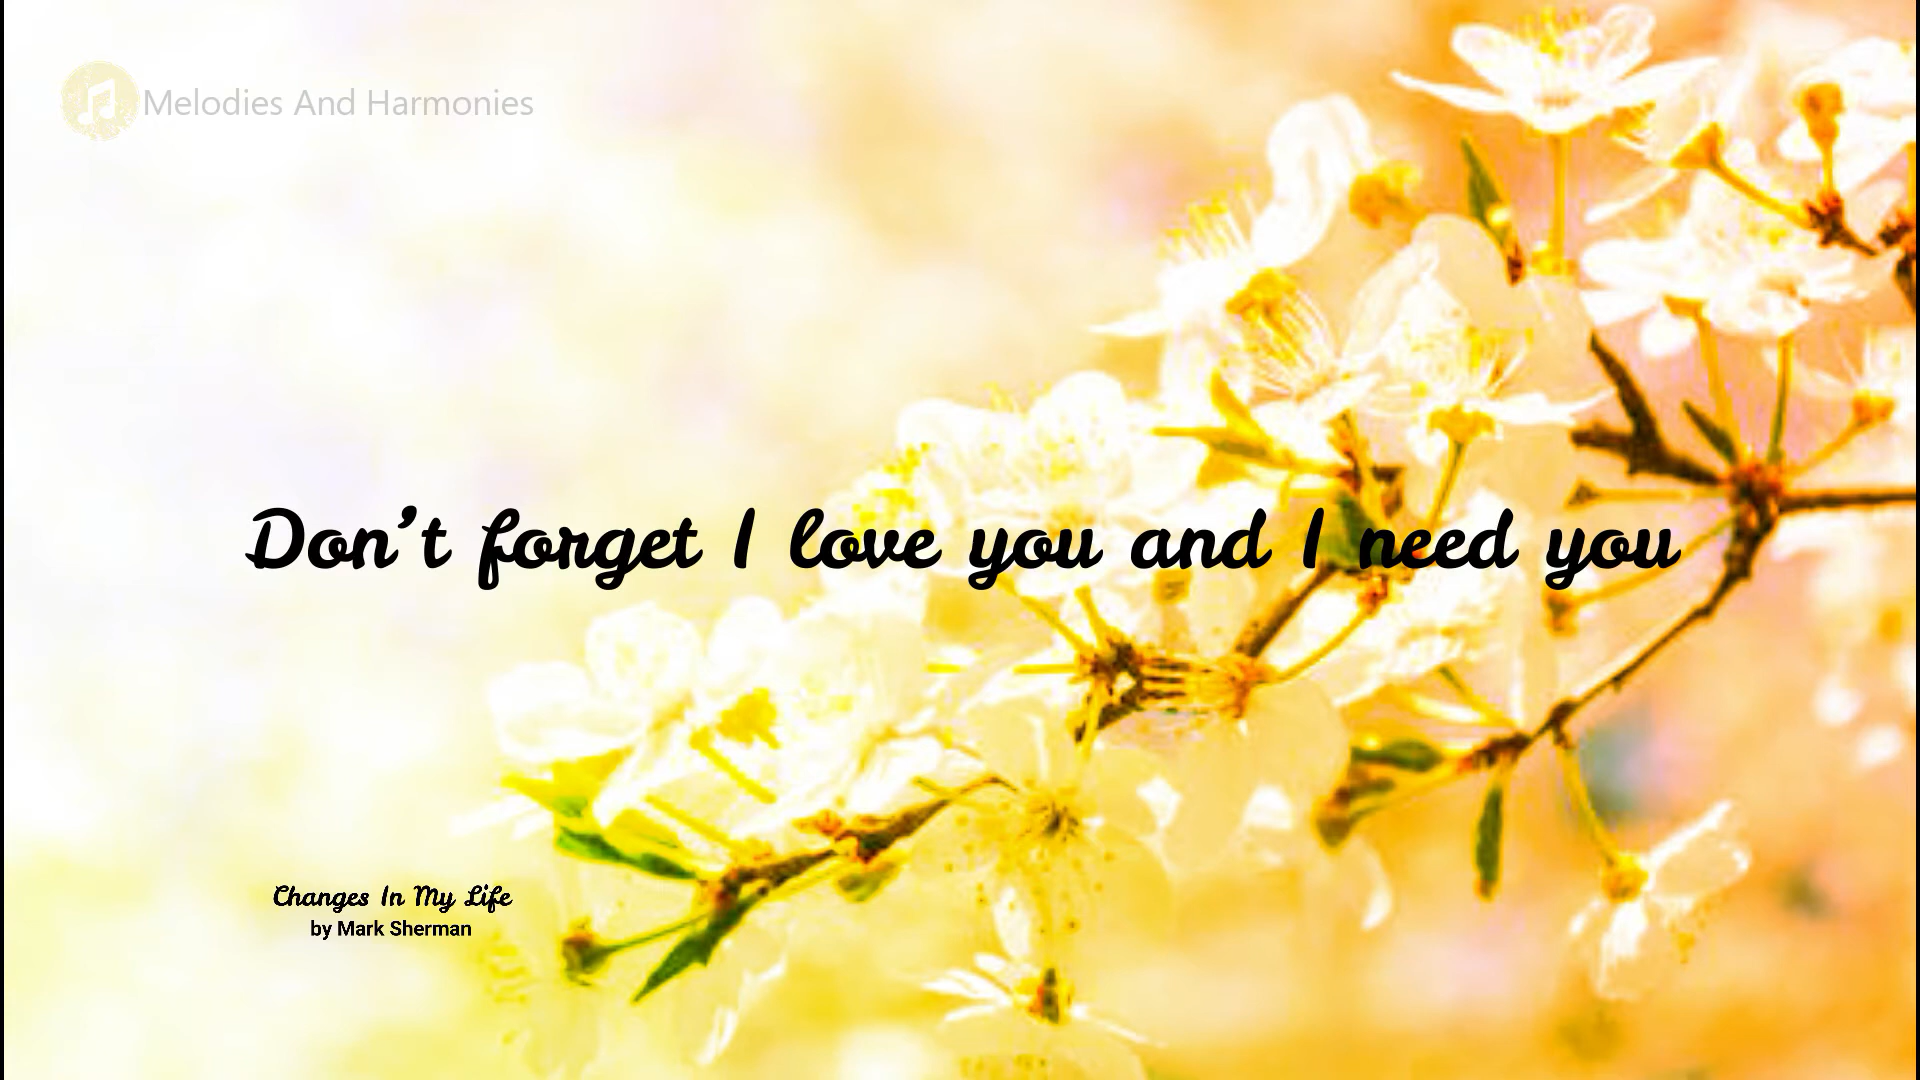 Melodies And Harmonies
Don't forget I love you and I need you
Changes In My Life
by Mark Sherman